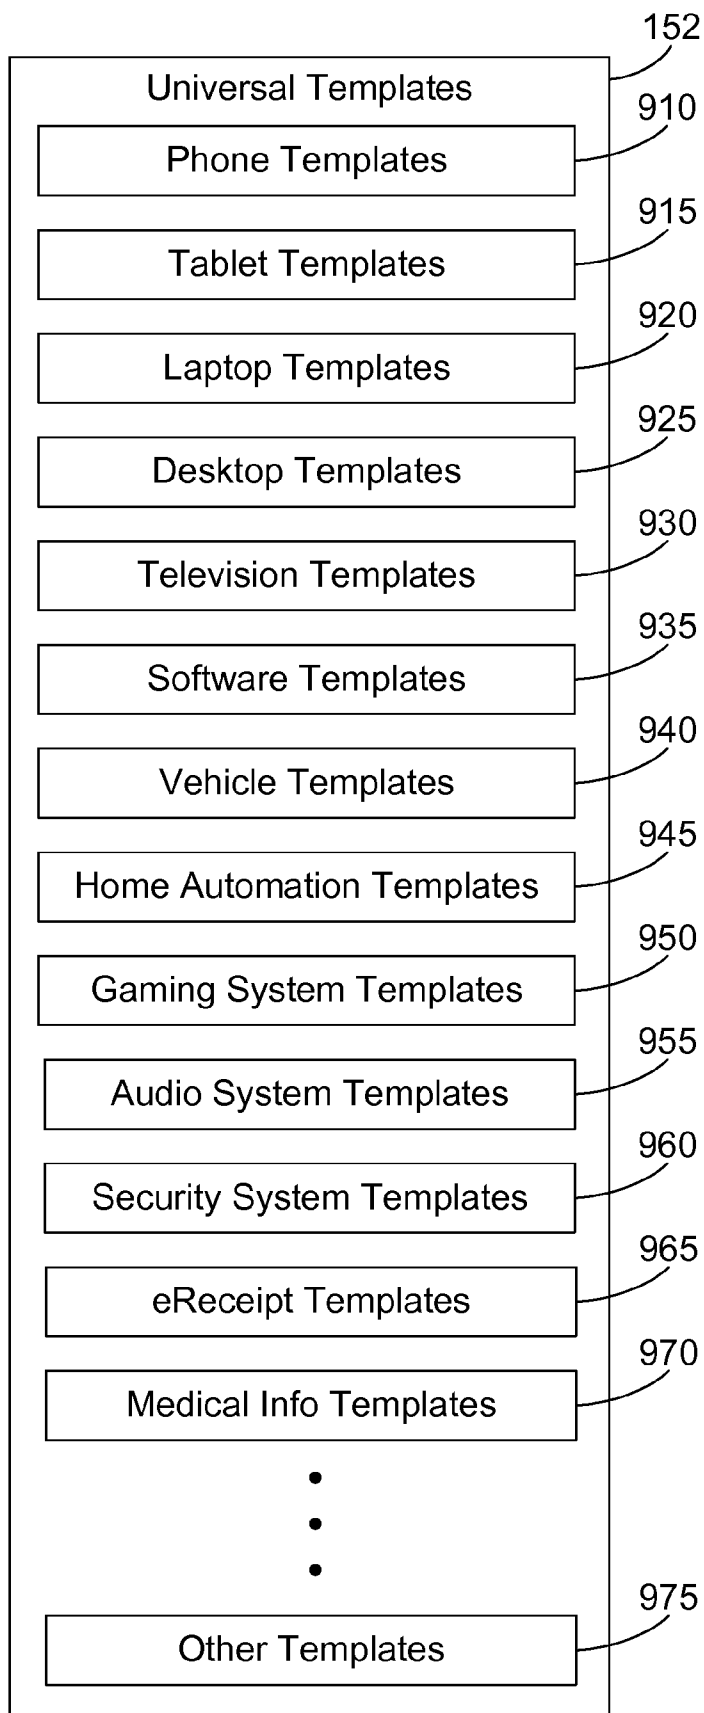 152
Universal Templates
910
Phone Templates
915
Tablet Templates
920
Laptop Templates
925
Desktop Templates
930
Television Templates
935
Software Templates
940
Vehicle Templates
945
Home Automation Templates
950
Gaming System Templates
955
Audio System Templates
960
Security System Templates
965
eReceipt Templates
970
Medical Info Templates
975
Other Templates